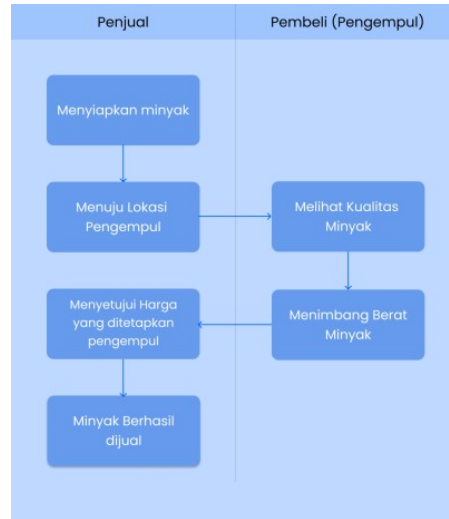 Penjual
Pembeli (Pengempul)
Menyiapkan minyak
Menuju Lokasi
Pengempul
Melihat Kualitas
Minyak
Menimbang Berat
Minyak
Menyetujui Harga
yang ditetapkan
pengempul
Minyak Berhasil
dijual